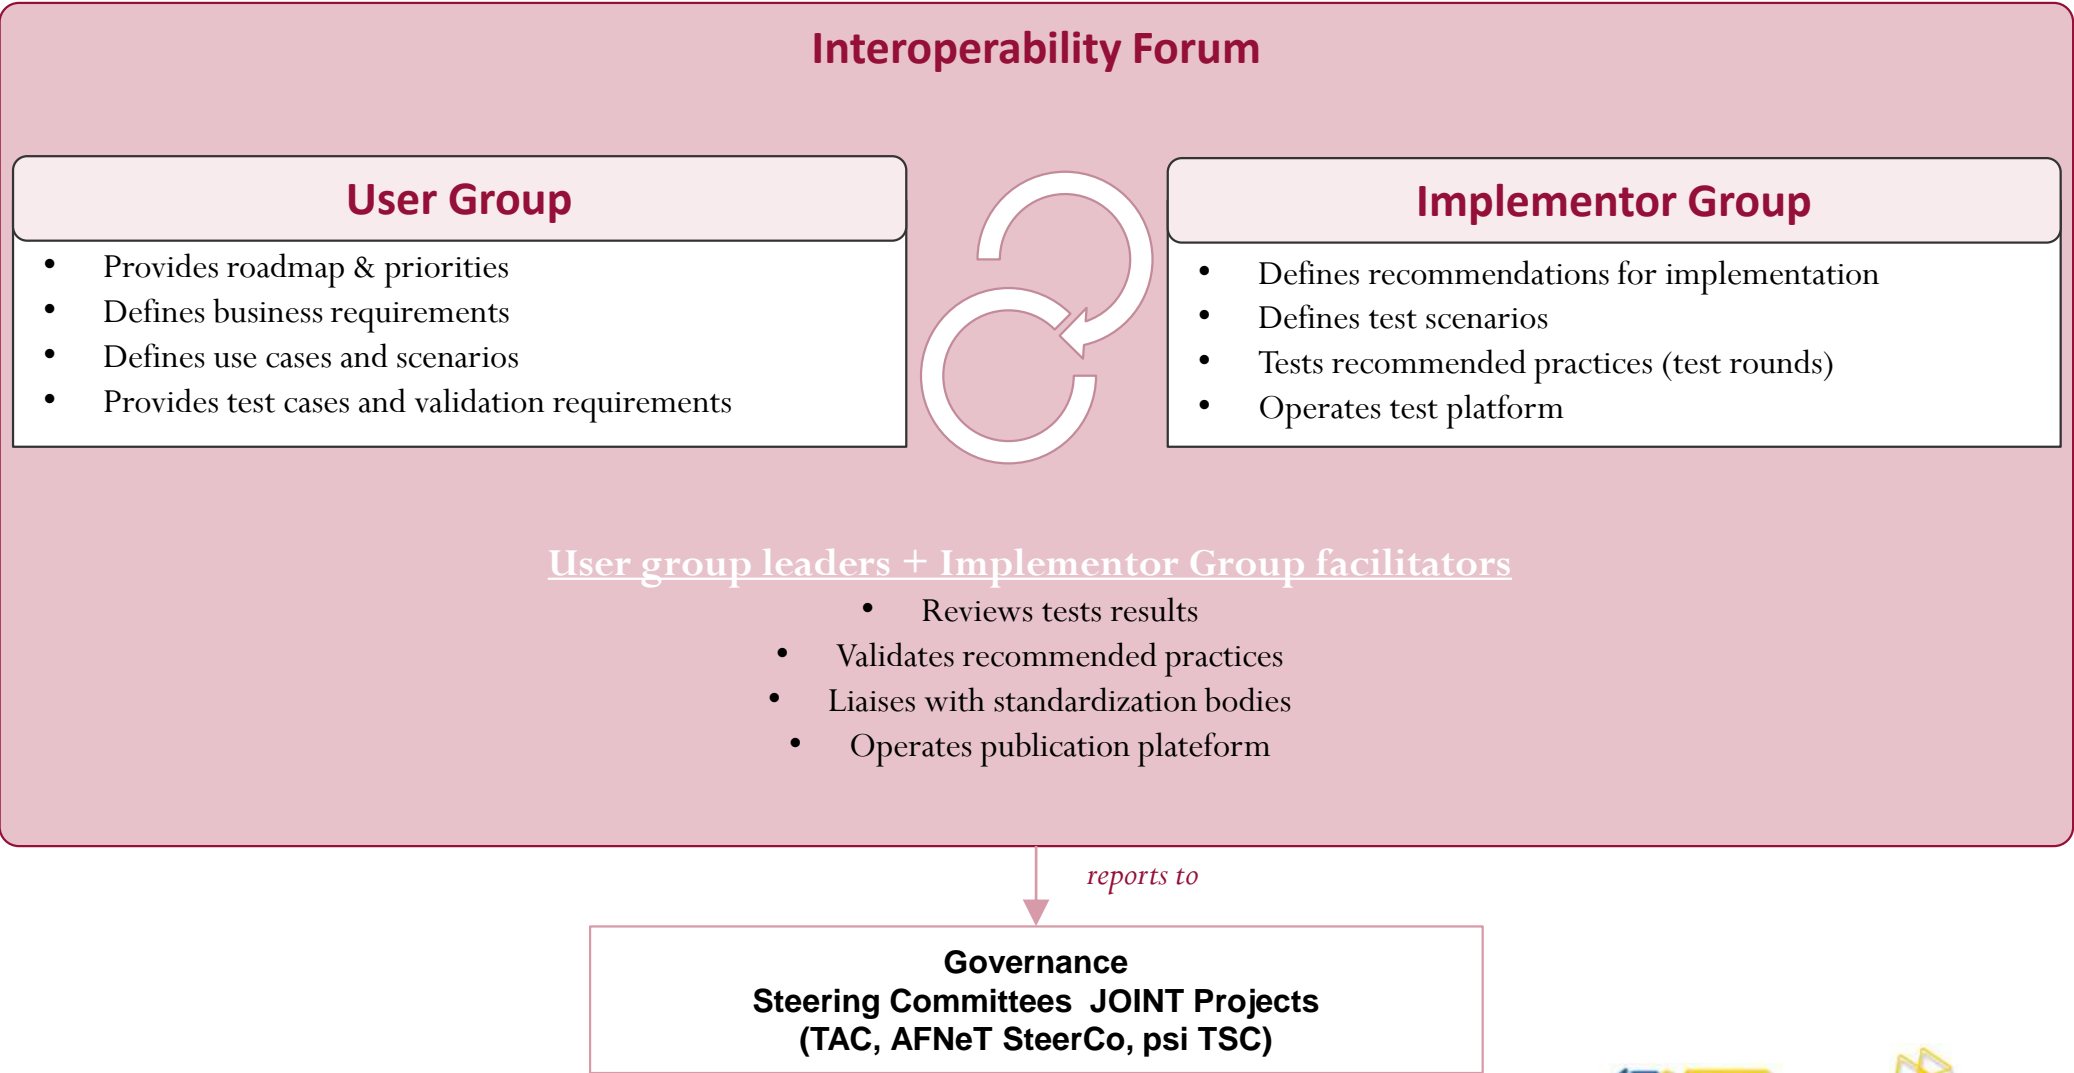 Interoperability Forum
User Group
• Provides roadmap & priorities
• Defines business requirements
• Defines use cases and scenarios
• Provides test cases and validation requirements
Implementor Group
• Defines recommendations for implementation
• Defines test scenarios
• Tests recommended practices (test rounds)
• Operates test platform
User group leaders + Implementor Group facilitators
• Reviews tests results
• Validates recommended practices
• Liaises with standardization bodies
• Operates publication plateform
reports to
Governance
Steering Committees JOINT Projects
(TAC, AFNeT SteerCo, psi TSC)